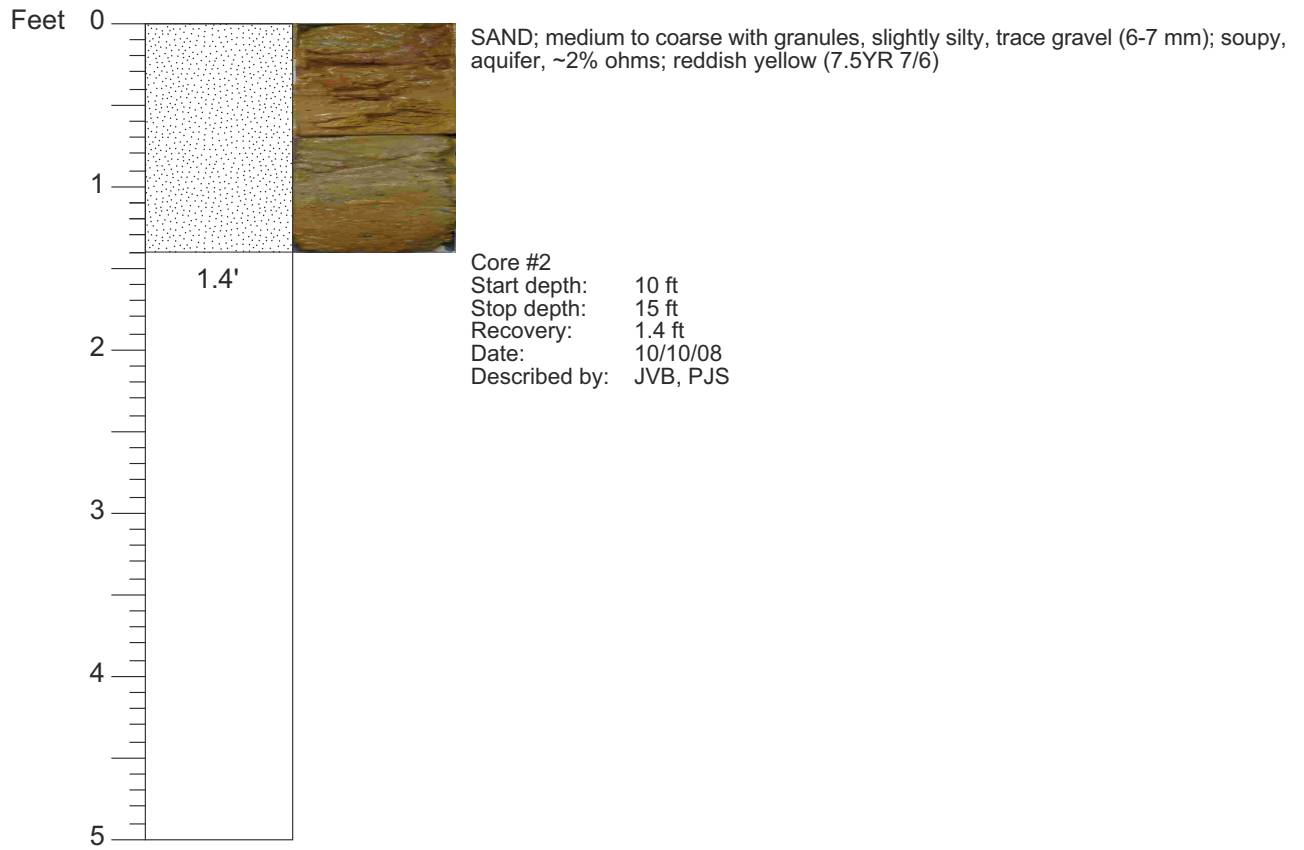 Feet 0
SAND; medium to coarse with granules, slightly silty, trace gravel (6-7 mm); soupy,
aquifer, ~2% ohms; reddish yellow (7.5YR 7/6)
1
1.4'
Core #2
Start depth: 10 ft
Stop depth: 15 ft
Recovery: 1.4 ft
Date: 10/10/08
Described by: JVB, PJS
2
3
4
5